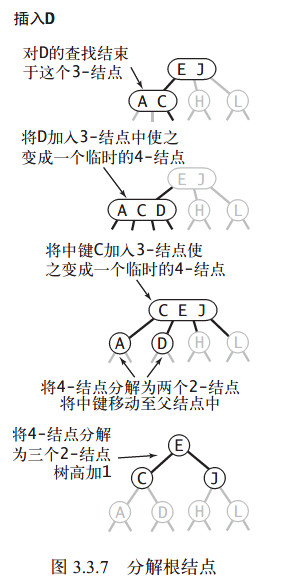 插入D
对D的查找结束
于这个3-结点
E J
A C
H
L
将D加入3-结点中使之
变成一个临时的4-结点
E J
A C D
H
L
将中键C加入3-结点使
之变成一个临时的4-结点
C E J
A
D
H
L
将4-结点分解为两个2-结点
将中键移动至父结点中
将4-结点分解
为三个2-结点
树高加1
E
C
J
A
D
H
L
图 3.3.7 分解根结点